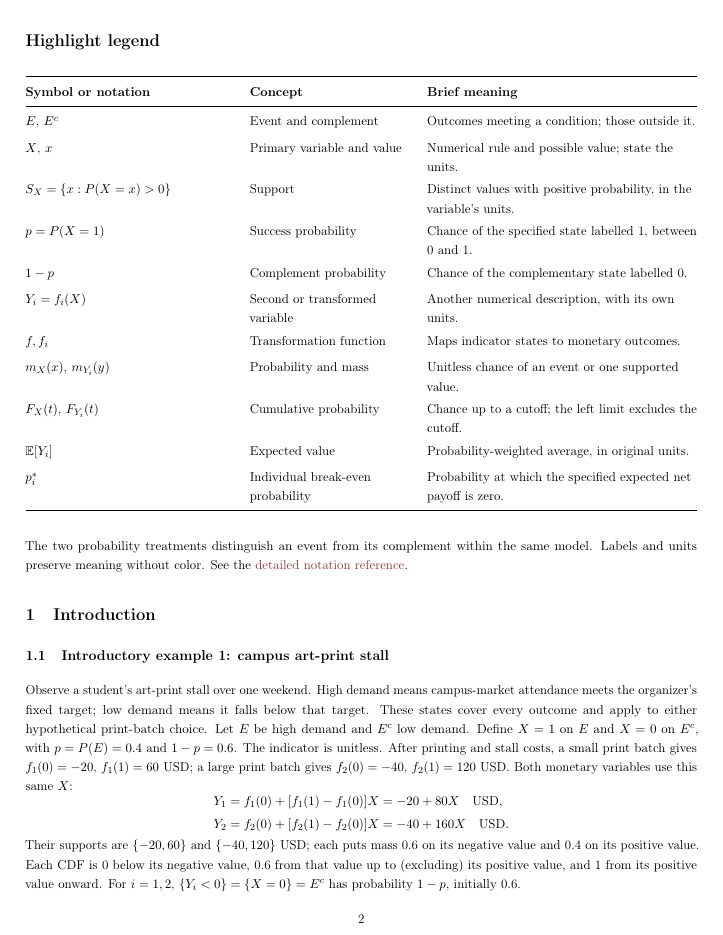 Highlight legend
Symbol or notation Concept Brief meaning
E, Eᶜ Event and complement Outcomes meeting a condition; those outside it.
X, x Primary variable and value Numerical rule and possible value; state the
units.
S_X = {x : P(X = x) > 0} Support Distinct values with positive probability, in the
variable's units.
p = P(X = 1) Success probability Chance of the specified state labelled 1, between
0 and 1.
1 − p Complement probability Chance of the complementary state labelled 0.
Y_i = f_i(X) Second or transformed Another numerical description, with its own
variable units.
f, f_i Transformation function Maps indicator states to monetary outcomes.
m_X(x), m_{Y_i}(y) Probability and mass Unitless chance of an event or one supported
value.
F_X(t), F_{Y_i}(t) Cumulative probability Chance up to a cutoff; the left limit excludes the
cutoff.
𝔼[Y_i] Expected value Probability-weighted average, in original units.
p_i^* Individual break-even Probability at which the specified expected net
probability payoff is zero.
The two probability treatments distinguish an event from its complement within the same model. Labels and units
preserve meaning without color. See the detailed notation reference.
1 Introduction
1.1 Introductory example 1: campus art-print stall
Observe a student's art-print stall over one weekend. High demand means campus-market attendance meets the organizer's
fixed target; low demand means it falls below that target. These states cover every outcome and apply to either
hypothetical print-batch choice. Let E be high demand and Eᶜ low demand. Define X = 1 on E and X = 0 on Eᶜ,
with p = P(E) = 0.4 and 1 − p = 0.6. The indicator is unitless. After printing and stall costs, a small print batch gives
f₁(0) = −20, f₁(1) = 60 USD; a large print batch gives f₂(0) = −40, f₂(1) = 120 USD. Both monetary variables use this
same X:
Y₁ = f₁(0) + [f₁(1) − f₁(0)]X = −20 + 80X USD,
Y₂ = f₂(0) + [f₂(1) − f₂(0)]X = −40 + 160X USD.
Their supports are {−20, 60} and {−40, 120} USD; each puts mass 0.6 on its negative value and 0.4 on its positive value.
Each CDF is 0 below its negative value, 0.6 from that value up to (excluding) its positive value, and 1 from its positive
value onward. For i = 1, 2, {Y_i < 0} = {X = 0} = Eᶜ has probability 1 − p, initially 0.6.
2